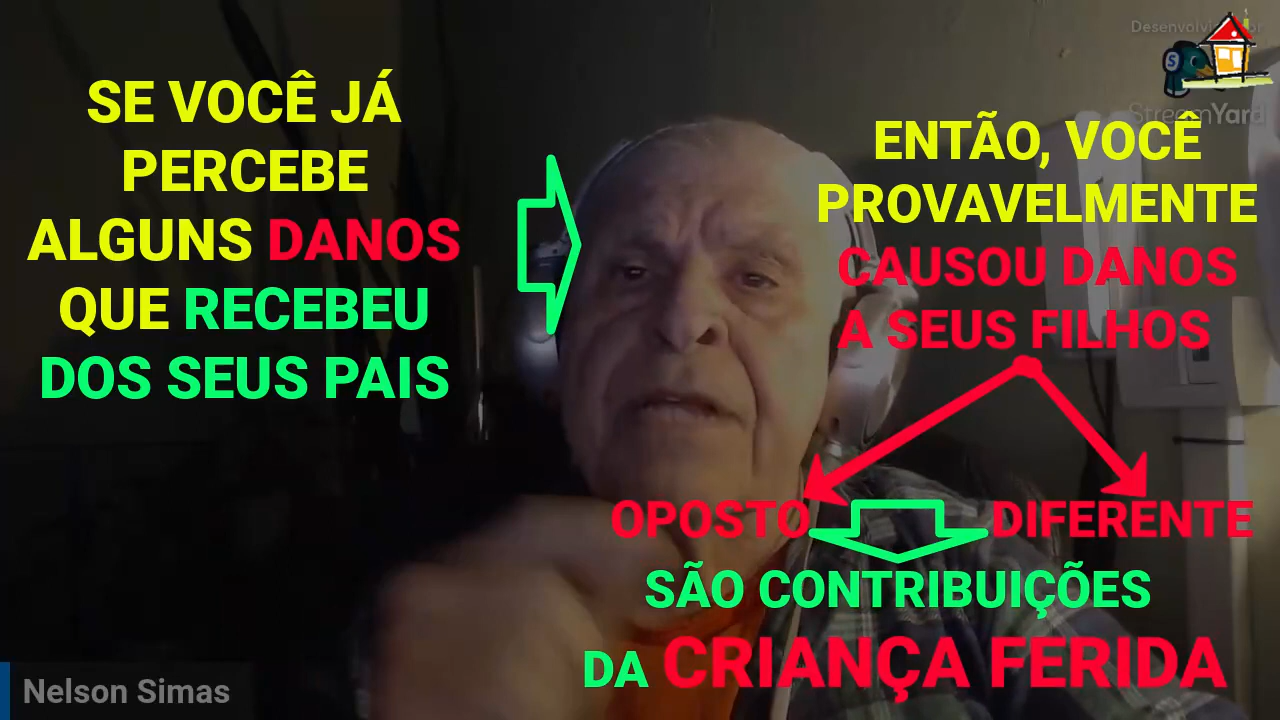 SE VOCÊ JÁ
PERCEBE
ALGUNS DANOS
QUE RECEBEU
DOS SEUS PAIS
ENTÃO, VOCÊ
PROVAVELMENTE
CAUSOU DANOS
A SEUS FILHOS
OPOSTO DIFERENTE
SÃO CONTRIBUIÇÕES
DA CRIANÇA FERIDA
Nelson Simas
StreamYard
S